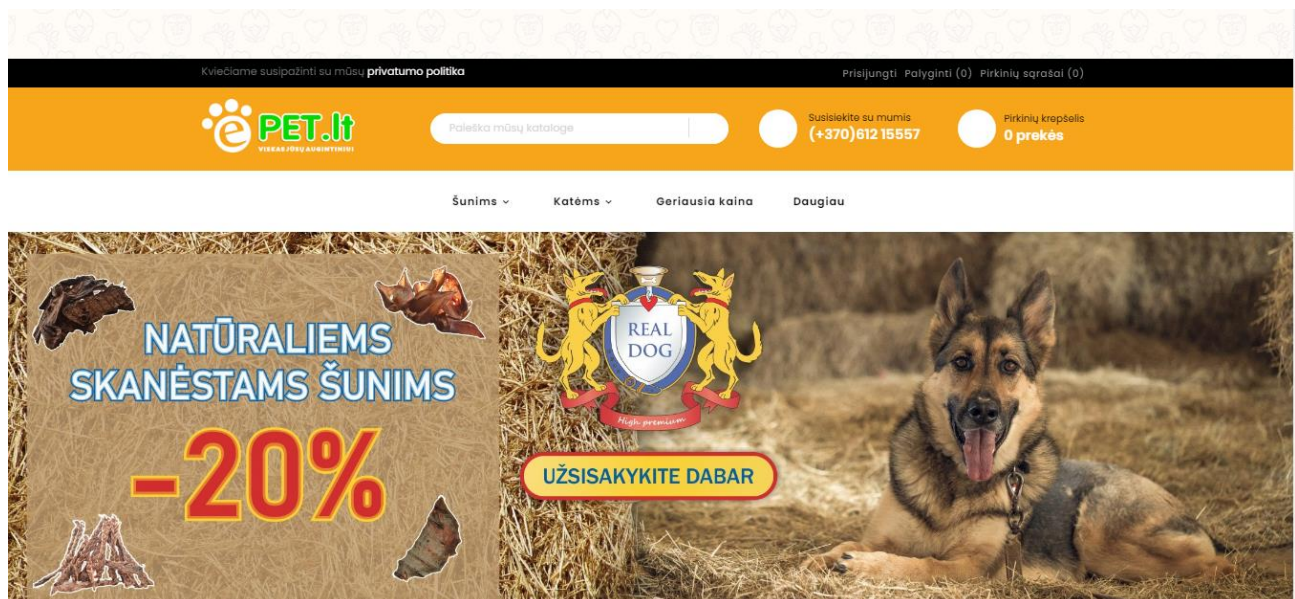 Kviečiame susipažinti su mūsų privatumo politika
Prisijungti Palyginti (0) Pirkinių sąrašai (0)
ePET.lt
VISKAS JŪSŲ AUGINTINIUI
Paieška mūsų kataloge
Susisiekite su mumis
(+370)612 15557
Pirkinių krepšelis
0 prekės
Šunims
Katėms
Geriausia kaina
Daugiau
NATŪRALIEMS
SKANĖSTAMS ŠUNIMS
-20%
REAL
DOG
High premium
UŽSISAKYKITE DABAR